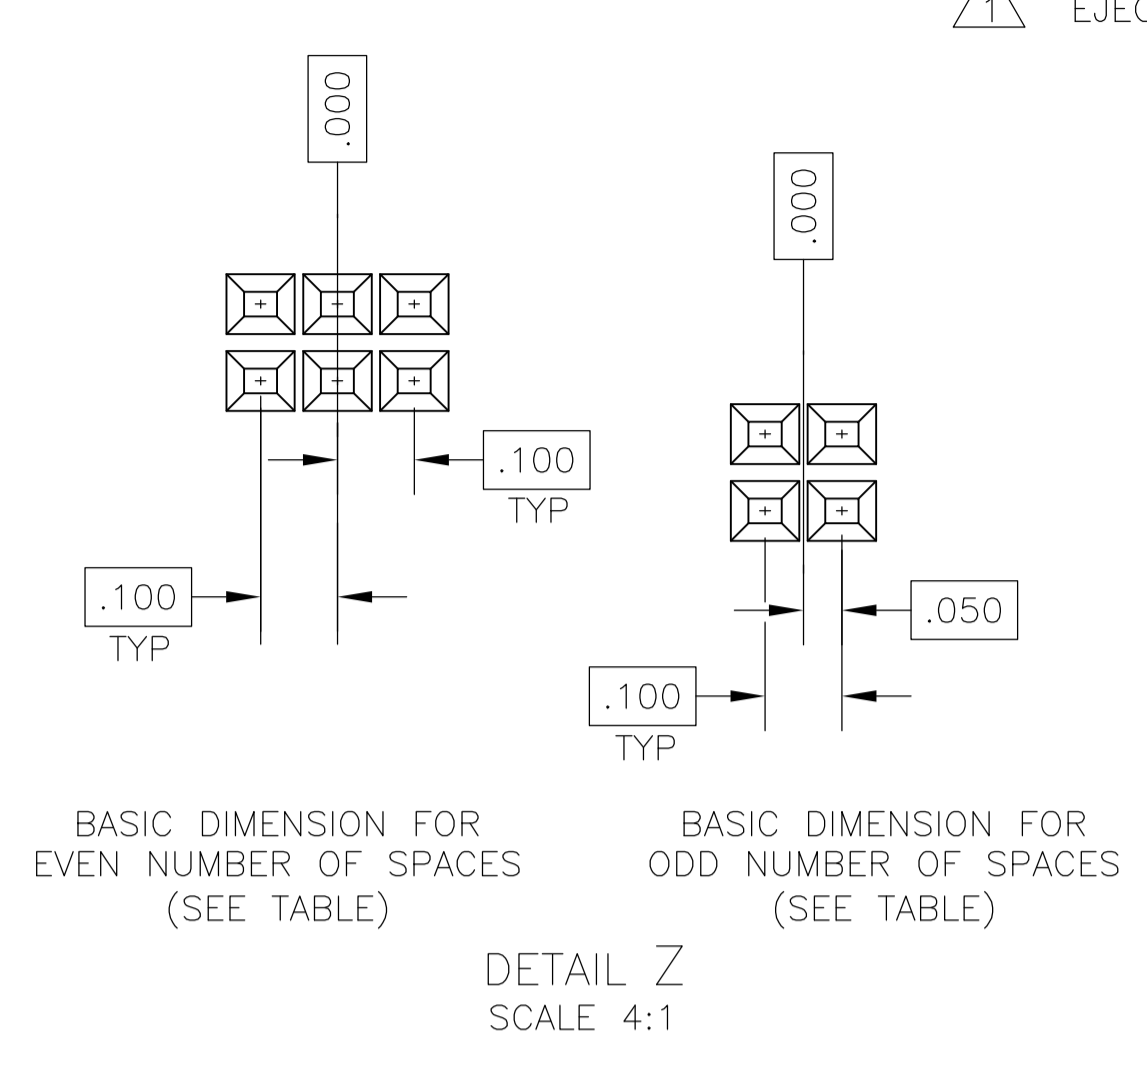 1 EJEC
.000
.000
.100
TYP
.100
TYP
.050
.100
TYP
BASIC DIMENSION FOR
EVEN NUMBER OF SPACES
(SEE TABLE)
BASIC DIMENSION FOR
ODD NUMBER OF SPACES
(SEE TABLE)
DETAIL Z
SCALE 4:1